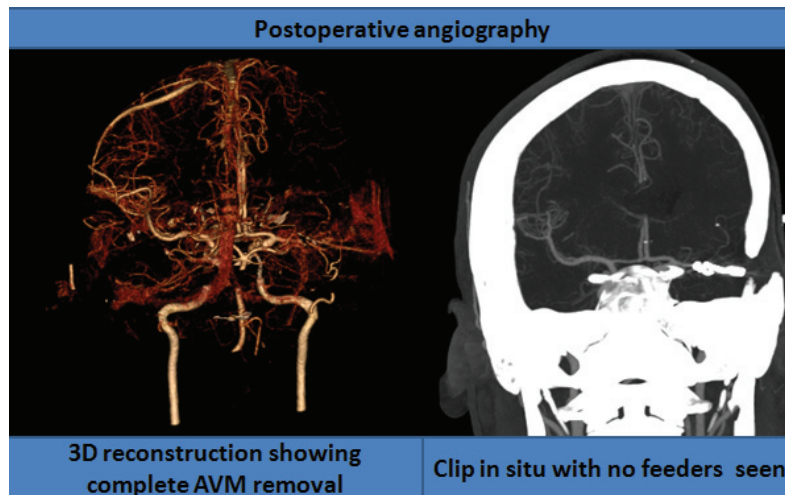 Postoperative angiography
3D reconstruction showing
complete AVM removal
Clip in situ with no feeders seen